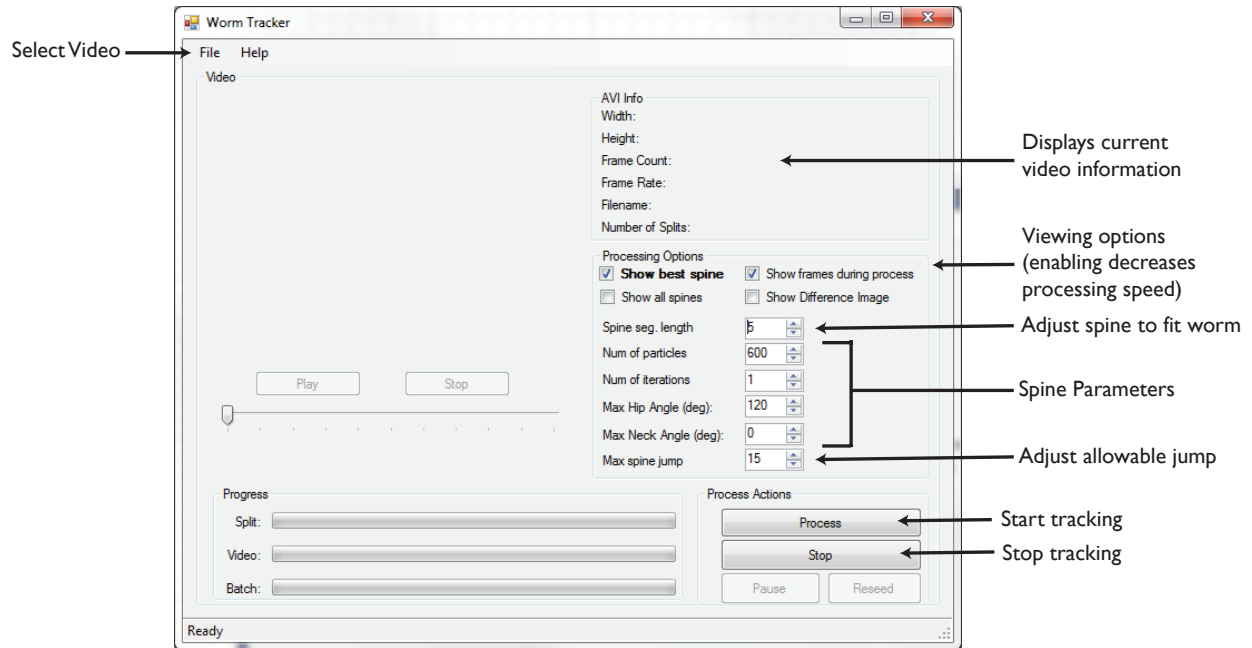 Worm Tracker
Select Video
File Help
Video
AVI Info
Width:
Height:
Frame Count:
Frame Rate:
Filename:
Number of Splits:
Displays current
video information
Processing Options
Show best spine
Show frames during process
Show all spines
Show Difference Image
Viewing options
(enabling decreases
processing speed)
Spine seg. length 5
Adjust spine to fit worm
Num of particles 600
Num of iterations 1
Max Hip Angle (deg): 120
Max Neck Angle (deg): 0
Spine Parameters
Max spine jump 15
Adjust allowable jump
Play Stop
Progress
Split:
Video:
Batch:
Process Actions
Process
Start tracking
Stop
Stop tracking
Pause Reseed
Ready